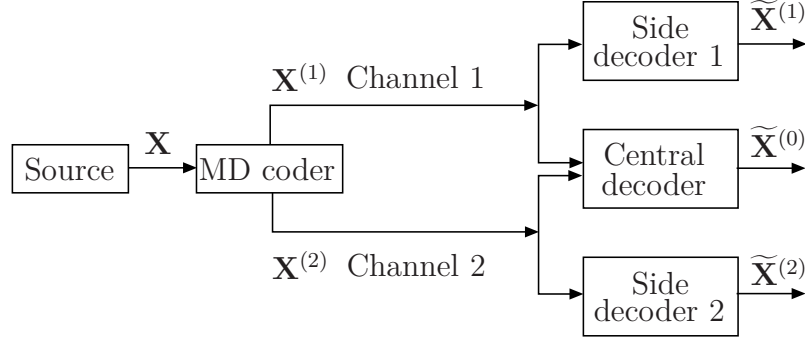 Source
X
MD coder
X^(1) Channel 1
X^(2) Channel 2
Side
decoder 1
X̃^(1)
Central
decoder
X̃^(0)
Side
decoder 2
X̃^(2)